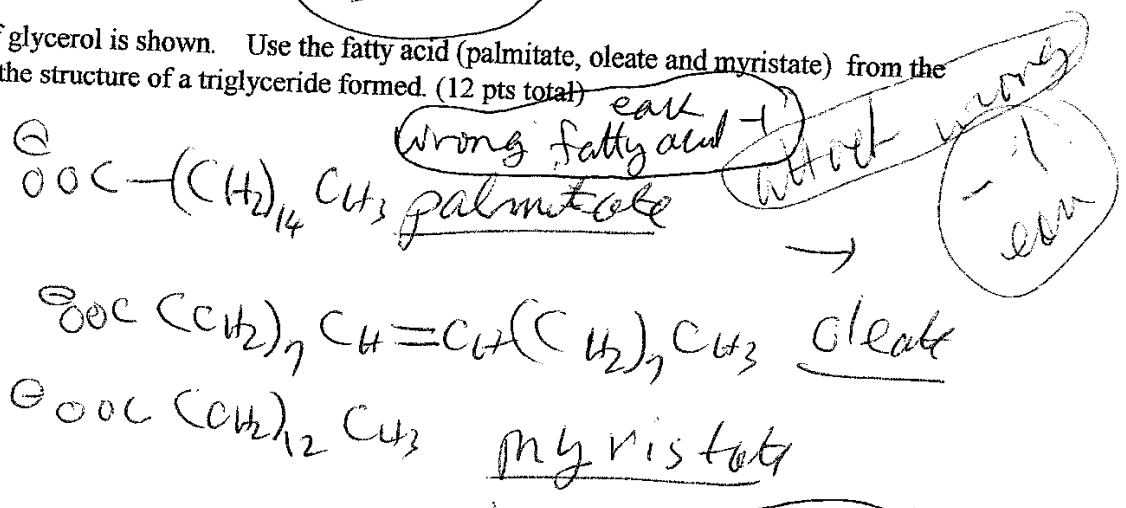 glycerol is shown. Use the fatty acid (palmitate, oleate and myristate) from the
the structure of a triglyceride formed. (12 pts total)
each
wrong fatty acid -1
wrong
-1
⊖OOC-(CH2)14 CH3 palmitate
→
⊖OOC (CH2)7 CH=CH(CH2)7 CH3 oleate
⊖OOC (CH2)12 CH3 myristate